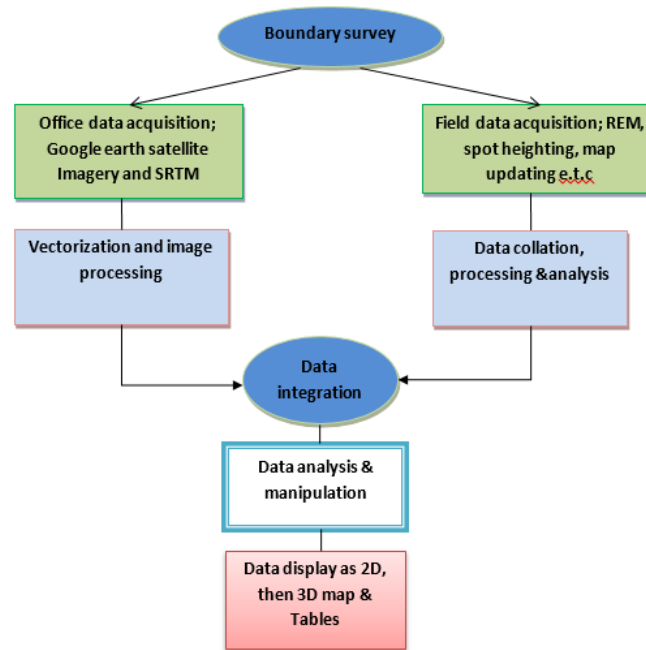 Boundary survey
Office data acquisition;
Google earth satellite
Imagery and SRTM
Field data acquisition; REM,
spot heighting, map
updating e.t.c
Vectorization and image
processing
Data collation,
processing &analysis
Data
integration
Data analysis &
manipulation
Data display as 2D,
then 3D map &
Tables